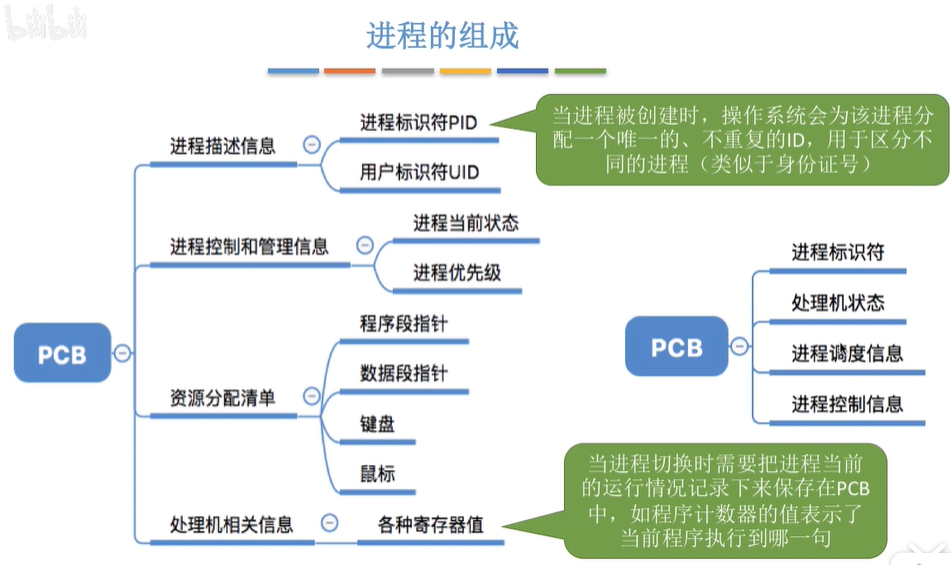 bilibili
进程的组成
进程描述信息
进程标识符PID
用户标识符UID
当进程被创建时，操作系统会为该进程分
配一个唯一的、不重复的ID，用于区分不
同的进程（类似于身份证号）
进程控制和管理信息
进程当前状态
进程优先级
PCB
资源分配清单
程序段指针
数据段指针
键盘
鼠标
处理机相关信息
各种寄存器值
PCB
进程标识符
处理机状态
进程调度信息
进程控制信息
当进程切换时需要把进程当前
的运行情况记录下来保存在PCB
中，如程序计数器的值表示了
当前程序执行到哪一句